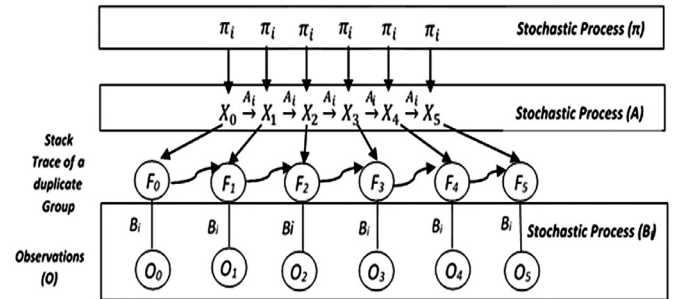 π_i π_i π_i π_i π_i π_i Stochastic Process (π)
A_i A_i A_i A_i A_i
X_0 → X_1 → X_2 → X_3 → X_4 → X_5 Stochastic Process (A)
Stack
Trace of a
duplicate
Group
F_0 F_1 F_2 F_3 F_4 F_5
B_i B_i Bi B_i B_i B_i Stochastic Process (B_i)
Observations
(O)
O_0 O_1 O_2 O_3 O_4 O_5